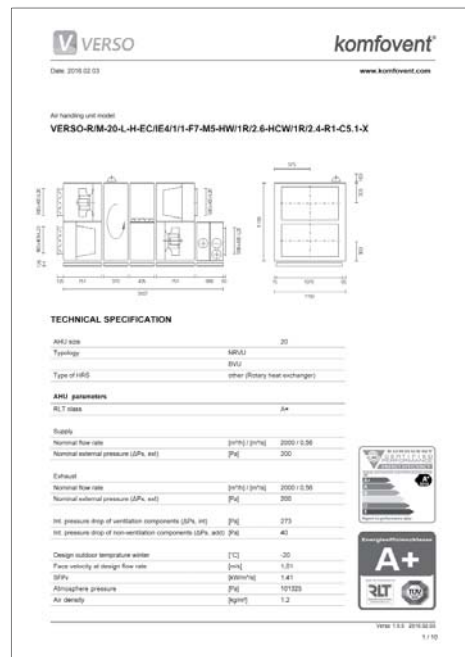 VERSO
komfovent
Date: 2016.02.03
www.komfovent.com
Air handling unit model:
VERSO-R/M-20-L-H-EC/IE4/1/1-F7-M5-HW/1R/2.6-HCW/1R/2.4-R1-C5.1-X
TECHNICAL SPECIFICATION
AHU size 20
Typology NRVU
BVU
Type of HRS other (Rotary heat exchanger)
AHU parameters
RLT class A+
Supply
Nominal flow rate [m³/h] / [m³/s] 2000 / 0,56
Nominal external pressure (ΔPs, ext) [Pa] 200
Exhaust
Nominal flow rate [m³/h] / [m³/s] 2000 / 0,56
Nominal external pressure (ΔPs, ext) [Pa] 200
Int. pressure drop of ventilation components (ΔPs, int) [Pa] 273
Int. pressure drop of non-ventilation components (ΔPs, add) [Pa] 40
Design outdoor temprature winter [°C] -20
Face velocity at design flow rate [m/s] 1,51
SFPv [kW/m³/s] 1,41
Atmosphere pressure [Pa] 101325
Air density [kg/m³] 1.2
EUROVENT
CERTIFIED
Energieeffizienzklasse
A+
RLT
TÜV
Verso 2016.02.03
1 / 10